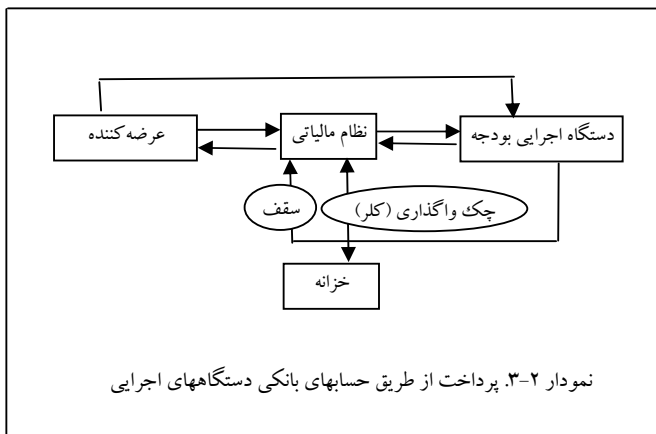 دستگاه اجرایی بودجه
نظام مالیاتی
عرضه‌کننده
چک واگذاری (کلر)
سقف
خزانه
نمودار ۲-۳. پرداخت از طریق حسابهای بانکی دستگاههای اجرایی